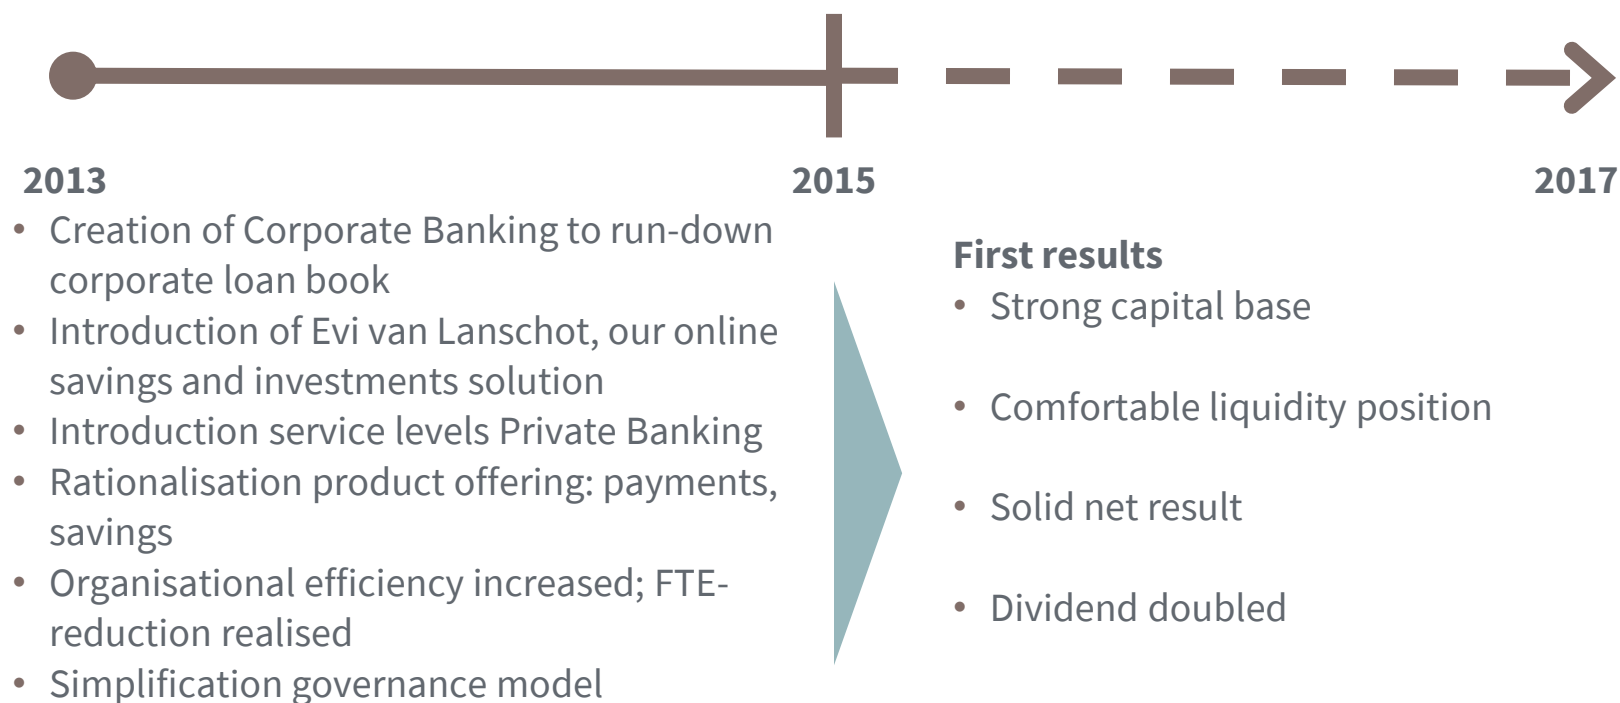 2013
2015
2017
• Creation of Corporate Banking to run-down
corporate loan book
• Introduction of Evi van Lanschot, our online
savings and investments solution
• Introduction service levels Private Banking
• Rationalisation product offering: payments,
savings
• Organisational efficiency increased; FTE-
reduction realised
• Simplification governance model
First results
• Strong capital base
• Comfortable liquidity position
• Solid net result
• Dividend doubled